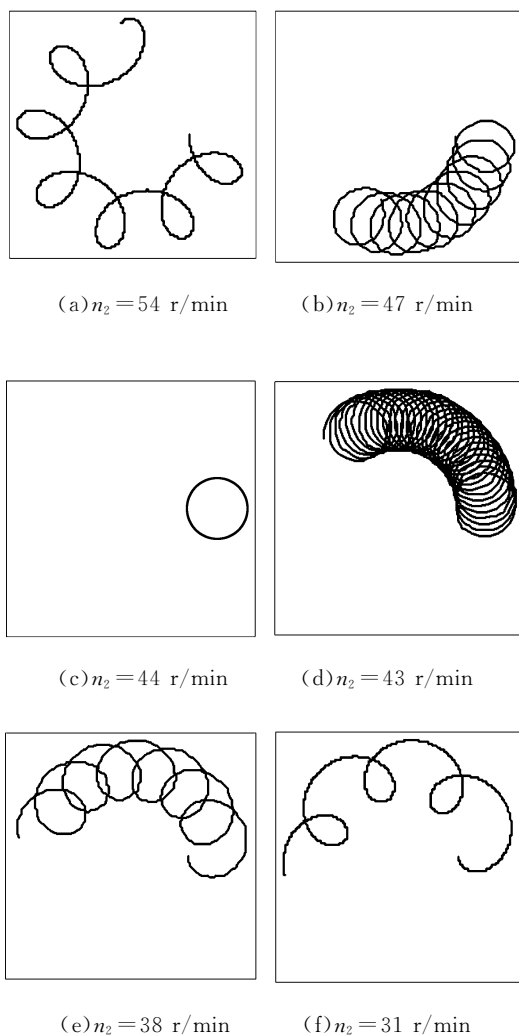 (a)n₂=54 r/min
(b)n₂=47 r/min
(c)n₂=44 r/min
(d)n₂=43 r/min
(e)n₂=38 r/min
(f)n₂=31 r/min